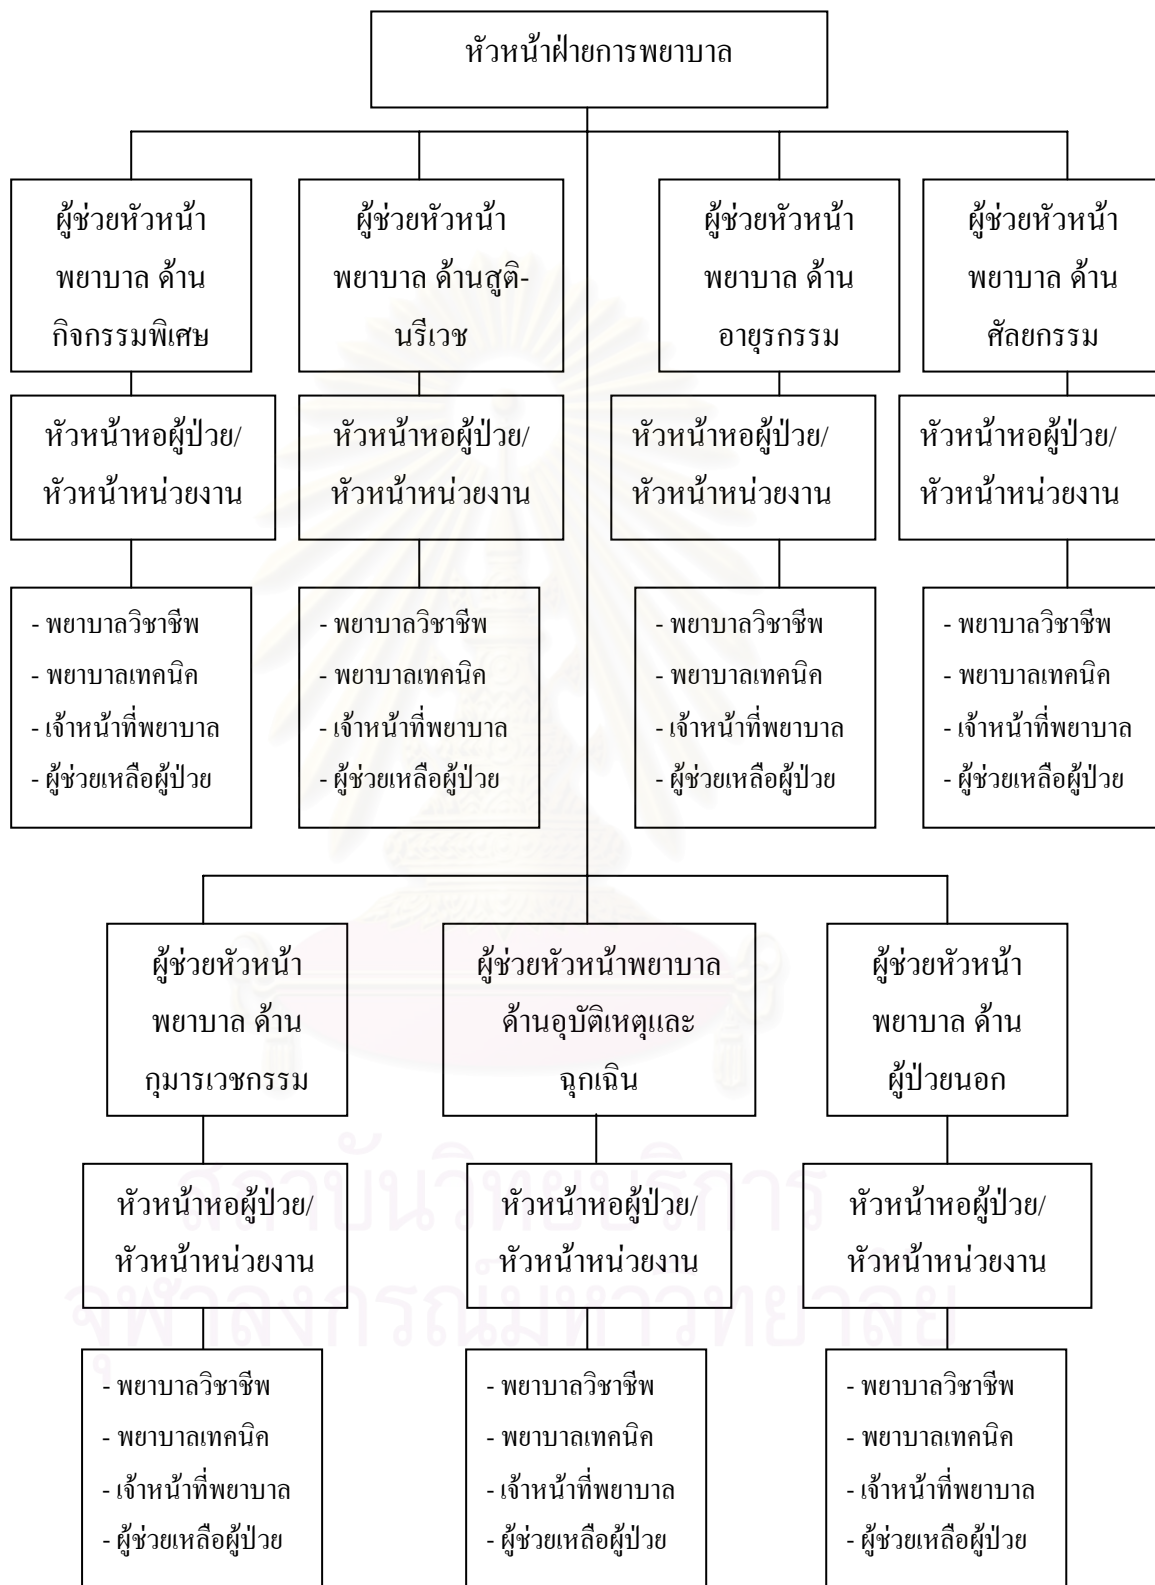 หัวหน้าฝ่ายการพยาบาล
ผู้ช่วยหัวหน้า
พยาบาล ด้าน
กิจกรรมพิเศษ
ผู้ช่วยหัวหน้า
พยาบาล ด้านสูติ-
นรีเวช
ผู้ช่วยหัวหน้า
พยาบาล ด้าน
อายุรกรรม
ผู้ช่วยหัวหน้า
พยาบาล ด้าน
ศัลยกรรม
หัวหน้าหอผู้ป่วย/
หัวหน้าหน่วยงาน
หัวหน้าหอผู้ป่วย/
หัวหน้าหน่วยงาน
หัวหน้าหอผู้ป่วย/
หัวหน้าหน่วยงาน
หัวหน้าหอผู้ป่วย/
หัวหน้าหน่วยงาน
- พยาบาลวิชาชีพ
- พยาบาลเทคนิค
- เจ้าหน้าที่พยาบาล
- ผู้ช่วยเหลือผู้ป่วย
- พยาบาลวิชาชีพ
- พยาบาลเทคนิค
- เจ้าหน้าที่พยาบาล
- ผู้ช่วยเหลือผู้ป่วย
- พยาบาลวิชาชีพ
- พยาบาลเทคนิค
- เจ้าหน้าที่พยาบาล
- ผู้ช่วยเหลือผู้ป่วย
- พยาบาลวิชาชีพ
- พยาบาลเทคนิค
- เจ้าหน้าที่พยาบาล
- ผู้ช่วยเหลือผู้ป่วย
ผู้ช่วยหัวหน้า
พยาบาล ด้าน
กุมารเวชกรรม
ผู้ช่วยหัวหน้าพยาบาล
ด้านอุบัติเหตุและ
ฉุกเฉิน
ผู้ช่วยหัวหน้า
พยาบาล ด้าน
ผู้ป่วยนอก
หัวหน้าหอผู้ป่วย/
หัวหน้าหน่วยงาน
หัวหน้าหอผู้ป่วย/
หัวหน้าหน่วยงาน
หัวหน้าหอผู้ป่วย/
หัวหน้าหน่วยงาน
สถาบันวิทยบริการ
จุฬาลงกรณ์มหาวิทยาลัย
- พยาบาลวิชาชีพ
- พยาบาลเทคนิค
- เจ้าหน้าที่พยาบาล
- ผู้ช่วยเหลือผู้ป่วย
- พยาบาลวิชาชีพ
- พยาบาลเทคนิค
- เจ้าหน้าที่พยาบาล
- ผู้ช่วยเหลือผู้ป่วย
- พยาบาลวิชาชีพ
- พยาบาลเทคนิค
- เจ้าหน้าที่พยาบาล
- ผู้ช่วยเหลือผู้ป่วย